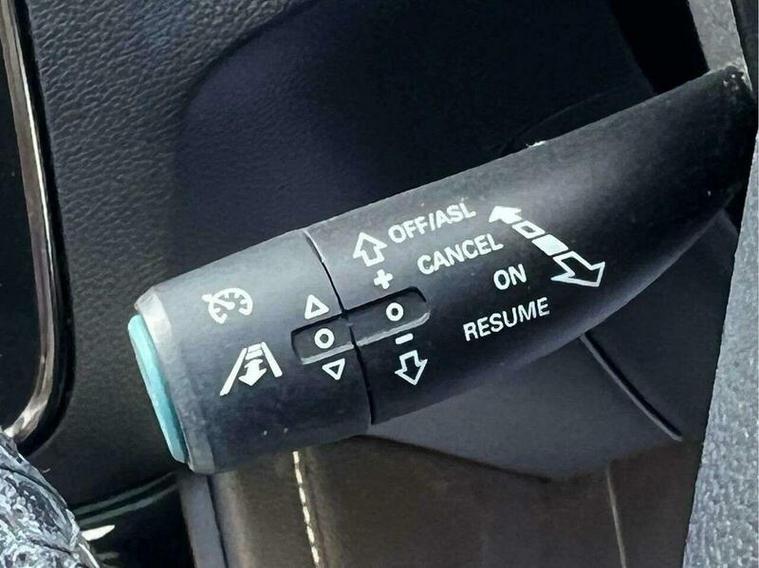 OFF/ASL
+ CANCEL
ON
- RESUME